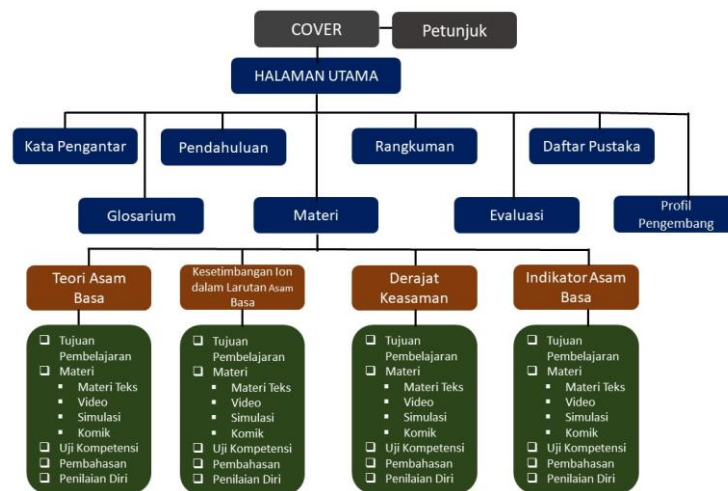 COVER
Petunjuk
HALAMAN UTAMA
Kata Pengantar
Pendahuluan
Rangkuman
Daftar Pustaka
Glosarium
Materi
Evaluasi
Profil
Pengembang
Teori Asam
Basa
Kesetimbangan Ion
dalam Larutan Asam
Basa
Derajat
Keasaman
Indikator Asam
Basa
Tujuan
Pembelajaran
Materi
Materi Teks
Video
Simulasi
Komik
Uji Kompetensi
Pembahasan
Penilaian Diri
Tujuan
Pembelajaran
Materi
Materi Teks
Video
Simulasi
Komik
Uji Kompetensi
Pembahasan
Penilaian Diri
Tujuan
Pembelajaran
Materi
Materi Teks
Video
Simulasi
Komik
Uji Kompetensi
Pembahasan
Penilaian Diri
Tujuan
Pembelajaran
Materi
Materi Teks
Video
Simulasi
Komik
Uji Kompetensi
Pembahasan
Penilaian Diri